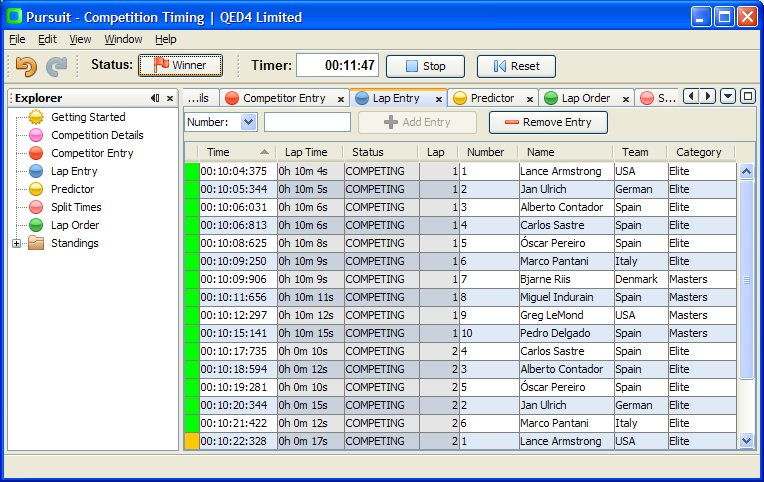 Pursuit - Competition Timing | QED4 Limited
File Edit View Window Help
Status: Winner Timer: 00:11:47 Stop Reset
Explorer
Getting Started
Competition Details
Competitor Entry
Lap Entry
Predictor
Split Times
Lap Order
Standings
...ils Competitor Entry Lap Entry Predictor Lap Order S...
Number: Add Entry Remove Entry
Time Lap Time Status Lap Number Name Team Category
00:10:04:375 0h 10m 4s COMPETING 1 1 Lance Armstrong USA Elite
00:10:05:344 0h 10m 5s COMPETING 1 2 Jan Ulrich German Elite
00:10:06:031 0h 10m 6s COMPETING 1 3 Alberto Contador Spain Elite
00:10:06:813 0h 10m 6s COMPETING 1 4 Carlos Sastre Spain Elite
00:10:08:625 0h 10m 8s COMPETING 1 5 Óscar Pereiro Spain Elite
00:10:09:250 0h 10m 9s COMPETING 1 6 Marco Pantani Italy Elite
00:10:09:906 0h 10m 9s COMPETING 1 7 Bjarne Riis Denmark Masters
00:10:11:656 0h 10m 11s COMPETING 1 8 Miguel Indurain Spain Masters
00:10:12:297 0h 10m 12s COMPETING 1 9 Greg LeMond USA Masters
00:10:15:141 0h 10m 15s COMPETING 1 10 Pedro Delgado Spain Masters
00:10:17:735 0h 0m 10s COMPETING 2 4 Carlos Sastre Spain Elite
00:10:18:594 0h 0m 12s COMPETING 2 3 Alberto Contador Spain Elite
00:10:19:281 0h 0m 10s COMPETING 2 5 Óscar Pereiro Spain Elite
00:10:20:344 0h 0m 15s COMPETING 2 2 Jan Ulrich German Elite
00:10:21:422 0h 0m 12s COMPETING 2 6 Marco Pantani Italy Elite
00:10:22:328 0h 0m 17s COMPETING 2 1 Lance Armstrong USA Elite